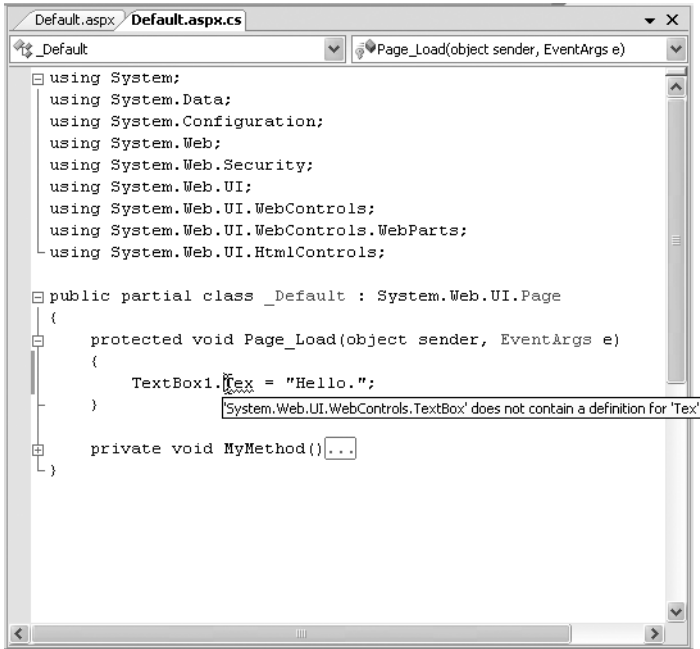 Default.aspx Default.aspx.cs
_Default Page_Load(object sender, EventArgs e)
using System;
using System.Data;
using System.Configuration;
using System.Web;
using System.Web.Security;
using System.Web.UI;
using System.Web.UI.WebControls;
using System.Web.UI.WebControls.WebParts;
using System.Web.UI.HtmlControls;
public partial class _Default : System.Web.UI.Page
{
protected void Page_Load(object sender, EventArgs e)
{
TextBox1.Tex = "Hello.";
}
'System.Web.UI.WebControls.TextBox' does not contain a definition for 'Tex'
private void MyMethod()...
}